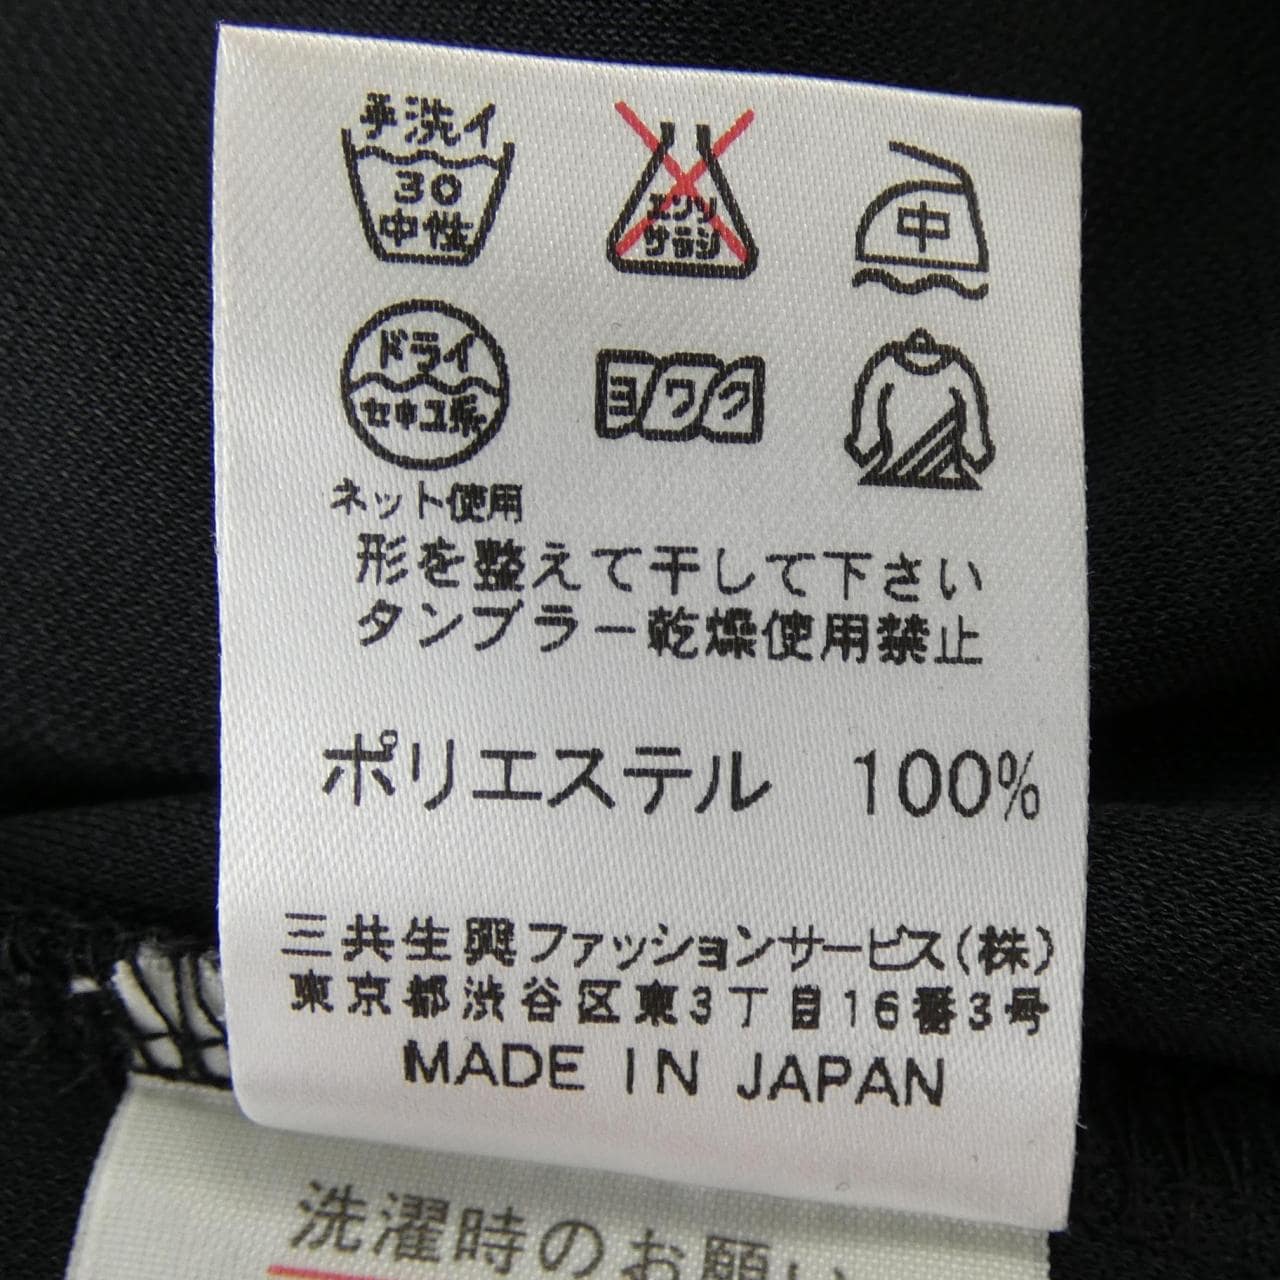 手洗イ
30
中性
エンソ
サラシ
中
ドライ
セキユ系
ヨワク
ネット使用
形を整えて干して下さい
タンブラー乾燥使用禁止
ポリエステル 100%
三共生興ファッションサービス(株)
東京都渋谷区東3丁目16番3号
MADE IN JAPAN
洗濯時のお願い